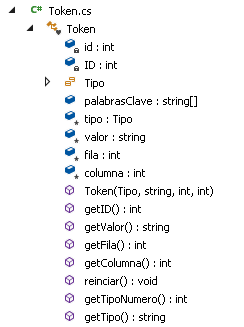 C# Token.cs
Token
id : int
ID : int
Tipo
palabrasClave : string[]
tipo : Tipo
valor : string
fila : int
columna : int
Token(Tipo, string, int, int)
getID() : int
getValor() : string
getFila() : int
getColumna() : int
reinciar() : void
getTipoNumero() : int
getTipo() : string